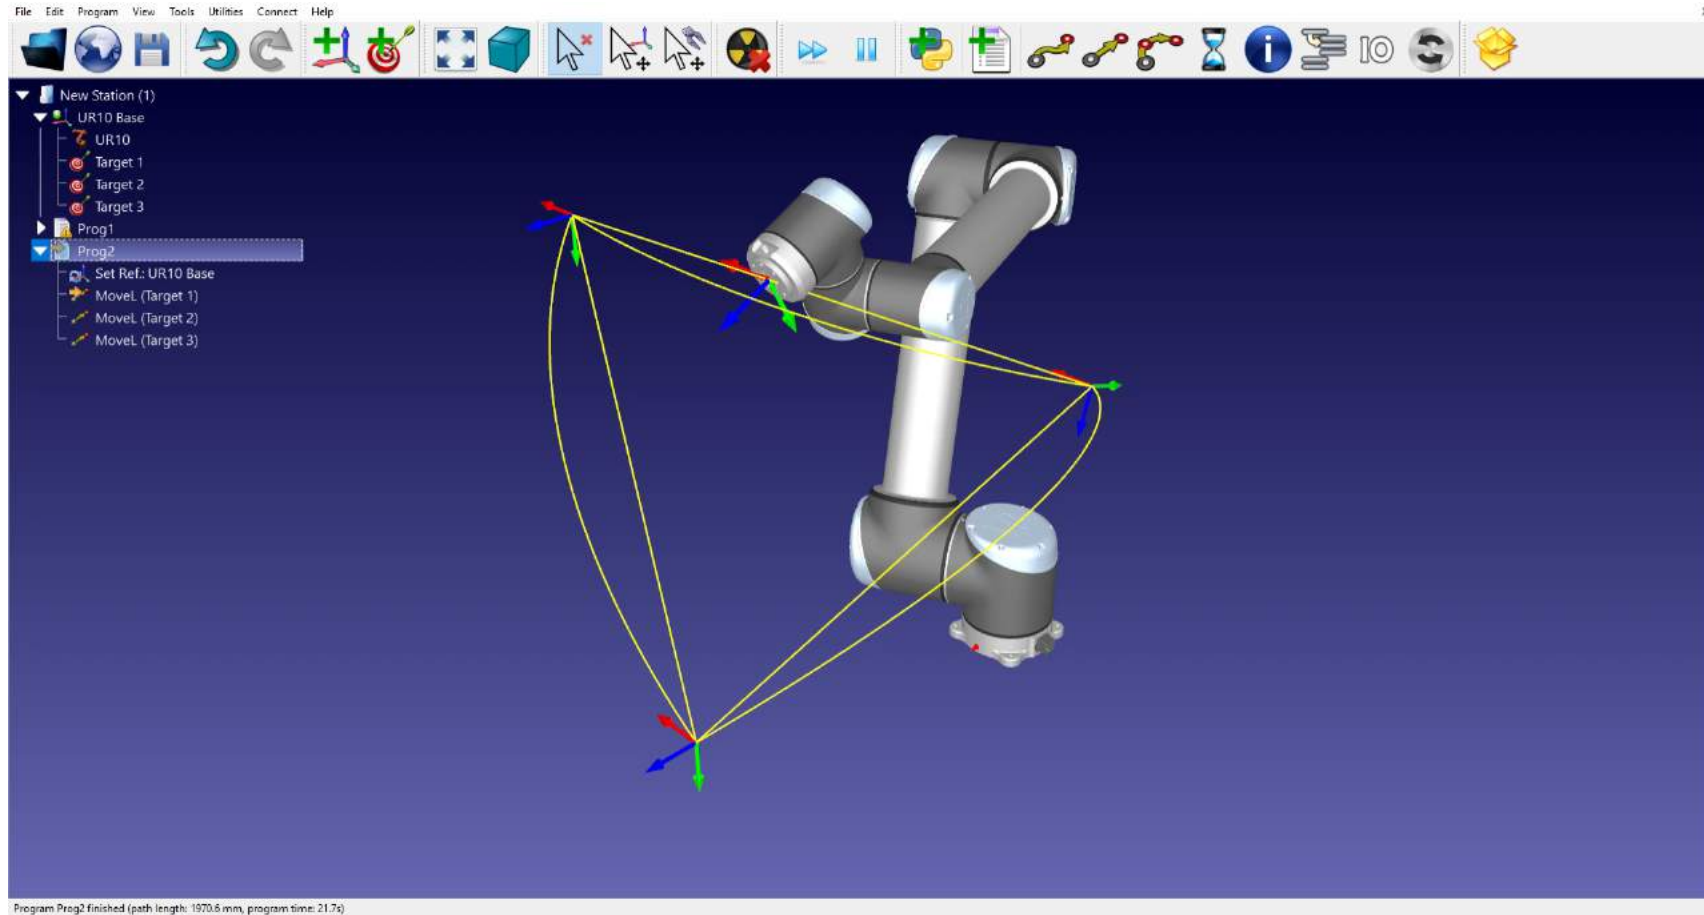 File Edit Program View Tools Utilities Connect Help
IO
New Station (1)
UR10 Base
UR10
Target 1
Target 2
Target 3
Prog1
Prog2
Set Ref.: UR10 Base
MoveL (Target 1)
MoveL (Target 2)
MoveL (Target 3)
Program Prog2 finished (path length: 1970.6 mm, program time: 21.7s)